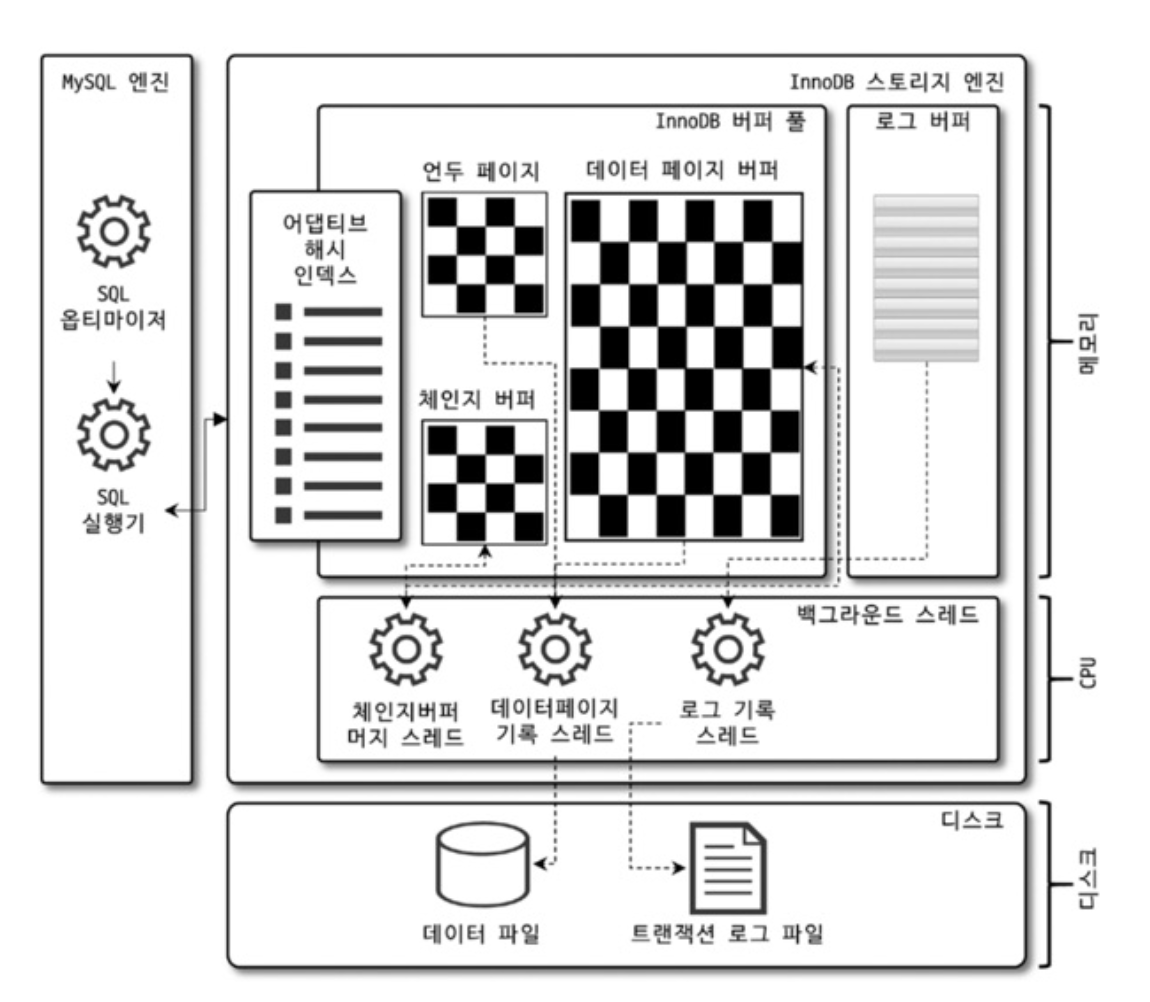 MySQL 엔진
InnoDB 스토리지 엔진
InnoDB 버퍼 풀
로그 버퍼
언두 페이지
데이터 페이지 버퍼
어댑티브
해시
인덱스
SQL
옵티마이저
체인지 버퍼
SQL
실행기
메모리
백그라운드 스레드
체인지버퍼
머지 스레드
데이터페이지
기록 스레드
로그 기록
스레드
CPU
디스크
데이터 파일
트랜잭션 로그 파일
디스크